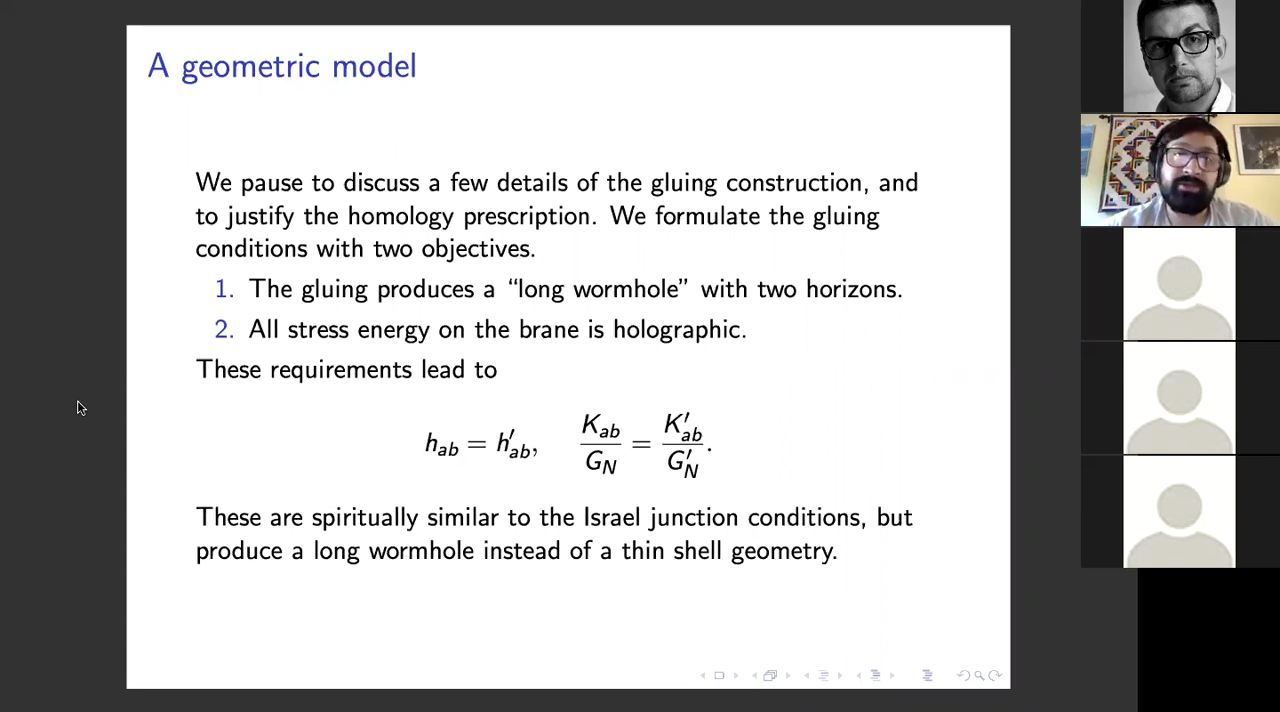 A geometric model
We pause to discuss a few details of the gluing construction, and
to justify the homology prescription. We formulate the gluing
conditions with two objectives.
1. The gluing produces a “long wormhole” with two horizons.
2. All stress energy on the brane is holographic.
These requirements lead to
h_{ab} = h'_{ab}, \frac{K_{ab}}{G_N} = \frac{K'_{ab}}{G'_N}.
These are spiritually similar to the Israel junction conditions, but
produce a long wormhole instead of a thin shell geometry.